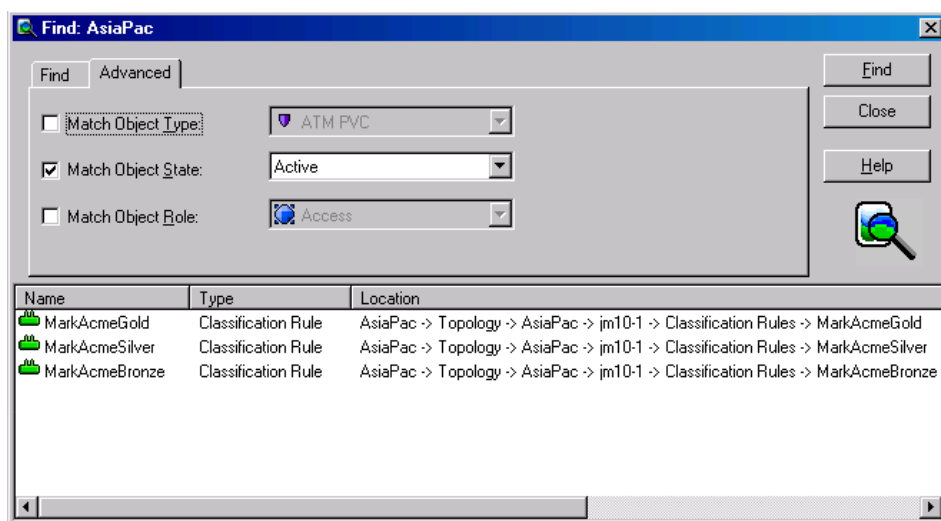 Find: AsiaPac
Find Advanced
Find
Match Object Type: ATM PVC
Close
Match Object State: Active
Help
Match Object Role: Access
Name Type Location
MarkAcmeGold Classification Rule AsiaPac -> Topology -> AsiaPac -> jm10-1 -> Classification Rules -> MarkAcmeGold
MarkAcmeSilver Classification Rule AsiaPac -> Topology -> AsiaPac -> jm10-1 -> Classification Rules -> MarkAcmeSilver
MarkAcmeBronze Classification Rule AsiaPac -> Topology -> AsiaPac -> jm10-1 -> Classification Rules -> MarkAcmeBronze